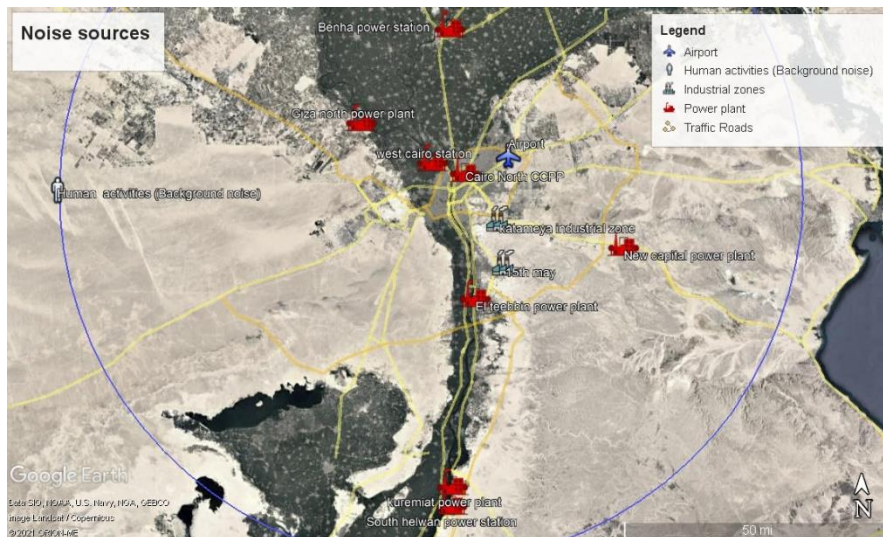 Noise sources
Benha power station
Legend
Airport
Human activities (Background noise)
Industrial zones
Power plant
Traffic Roads
Giza north power plant
Airport
west cairo station
Cairo North CCPP
Human activities (Background noise)
katameya industrial zone
New capital power plant
15th may
El teebbin power plant
kuremiat power plant
South helwan power station
Google Earth
Data SIO, NOAA, U.S. Navy, NGA, GEBCO
Image Landsat / Copernicus
© 2021 ORION-ME
N
50 mi